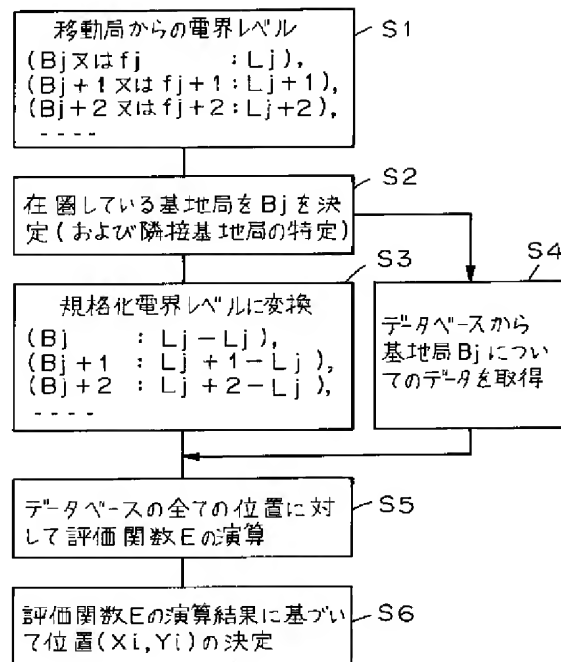 移動局からの電界レベル
S1
(Bj又はfj :Lj),
(Bj+1又はfj+1:Lj+1),
(Bj+2又はfj+2:Lj+2),
----
S2
在圏している基地局をBjを決
定(および隣接基地局の特定)
S3
S4
規格化電界レベルに変換
(Bj :Lj-Lj),
(Bj+1 :Lj+1-Lj),
(Bj+2 :Lj+2-Lj),
----
データベースから
基地局Bjについ
てのデータを取得
データベースの全ての位置に対
して評価関数Eの演算
S5
評価関数Eの演算結果に基づい
て位置(Xi,Yi)の決定
S6